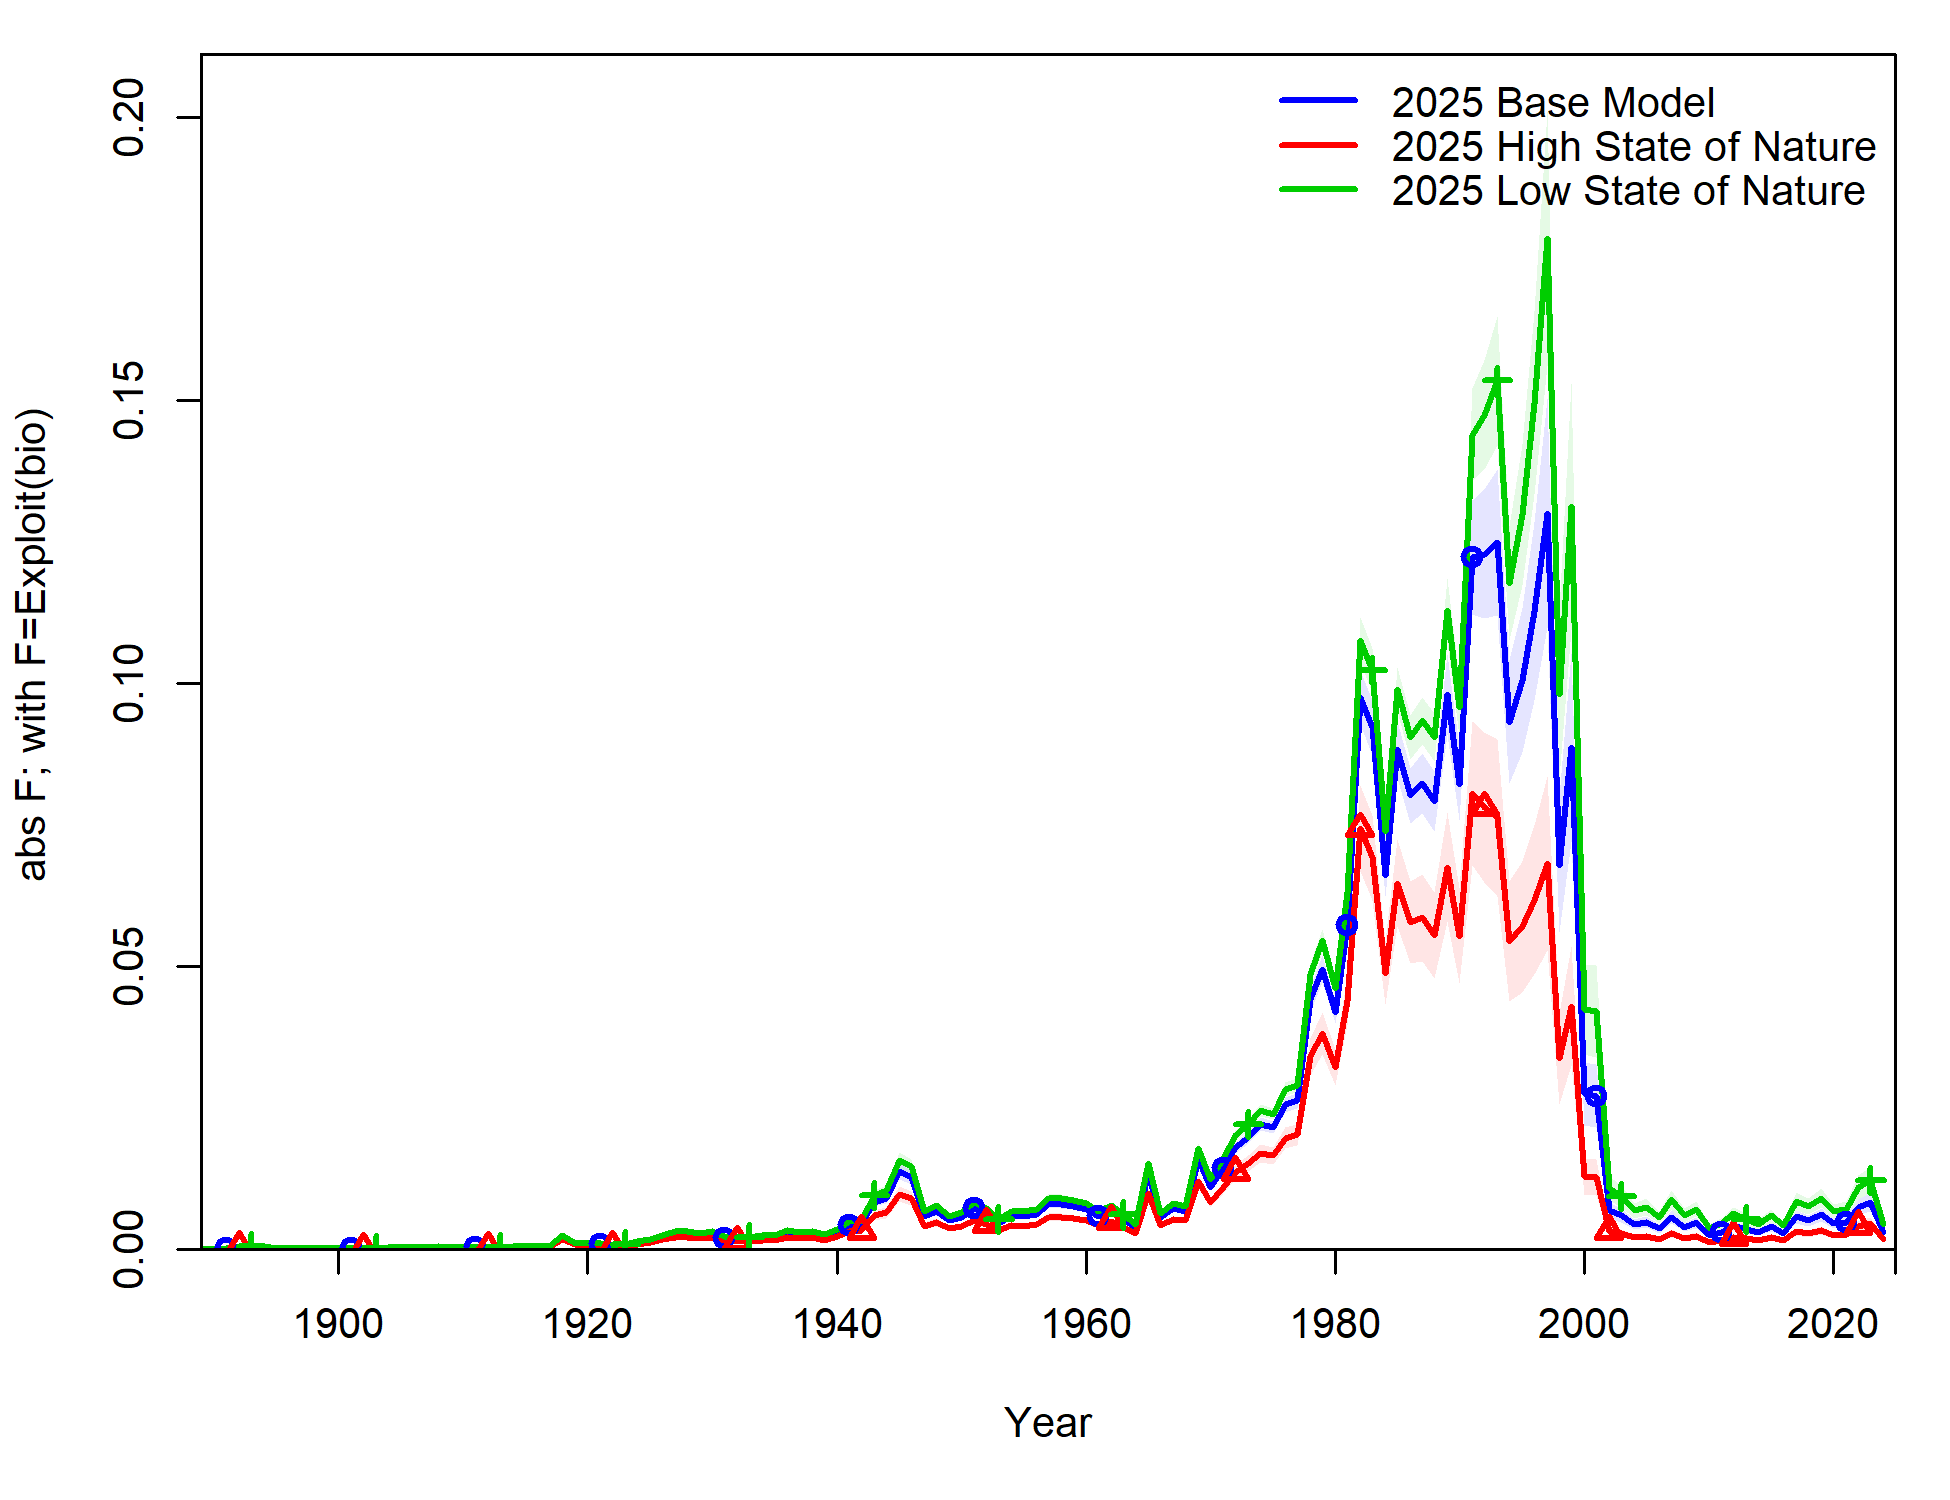 2025 Base Model
2025 High State of Nature
2025 Low State of Nature
abs F; with F=Exploit(bio)
0.20
0.15
0.10
0.05
0.00
1900 1920 1940 1960 1980 2000 2020
Year